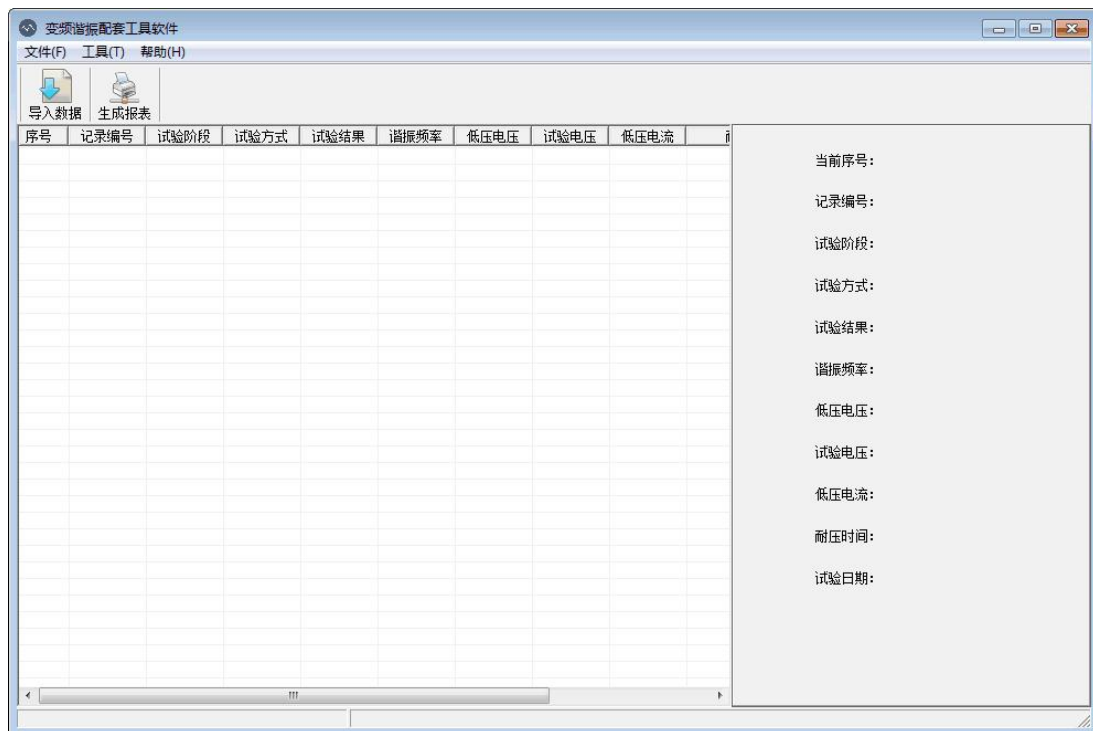 变频谐振配套工具软件
文件(F) 工具(T) 帮助(H)
导入数据 生成报表
序号 记录编号 试验阶段 试验方式 试验结果 谐振频率 低压电压 试验电压 低压电流
当前序号:
记录编号:
试验阶段:
试验方式:
试验结果:
谐振频率:
低压电压:
试验电压:
低压电流:
耐压时间:
试验日期: